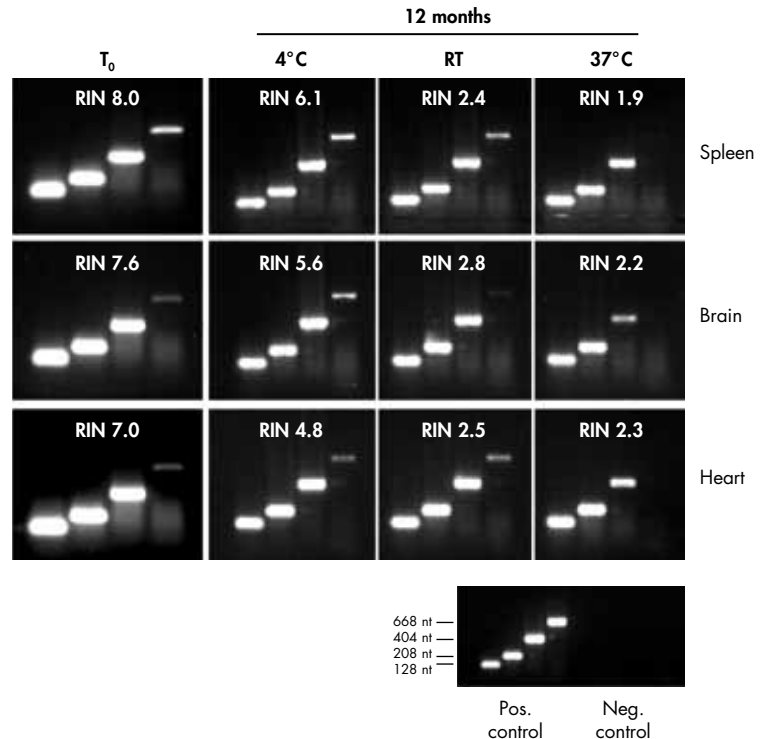 12 months
T0 4°C RT 37°C
RIN 8.0 RIN 6.1 RIN 2.4 RIN 1.9
Spleen
RIN 7.6 RIN 5.6 RIN 2.8 RIN 2.2
Brain
RIN 7.0 RIN 4.8 RIN 2.5 RIN 2.3
Heart
668 nt
404 nt
208 nt
128 nt
Pos. Neg.
control control